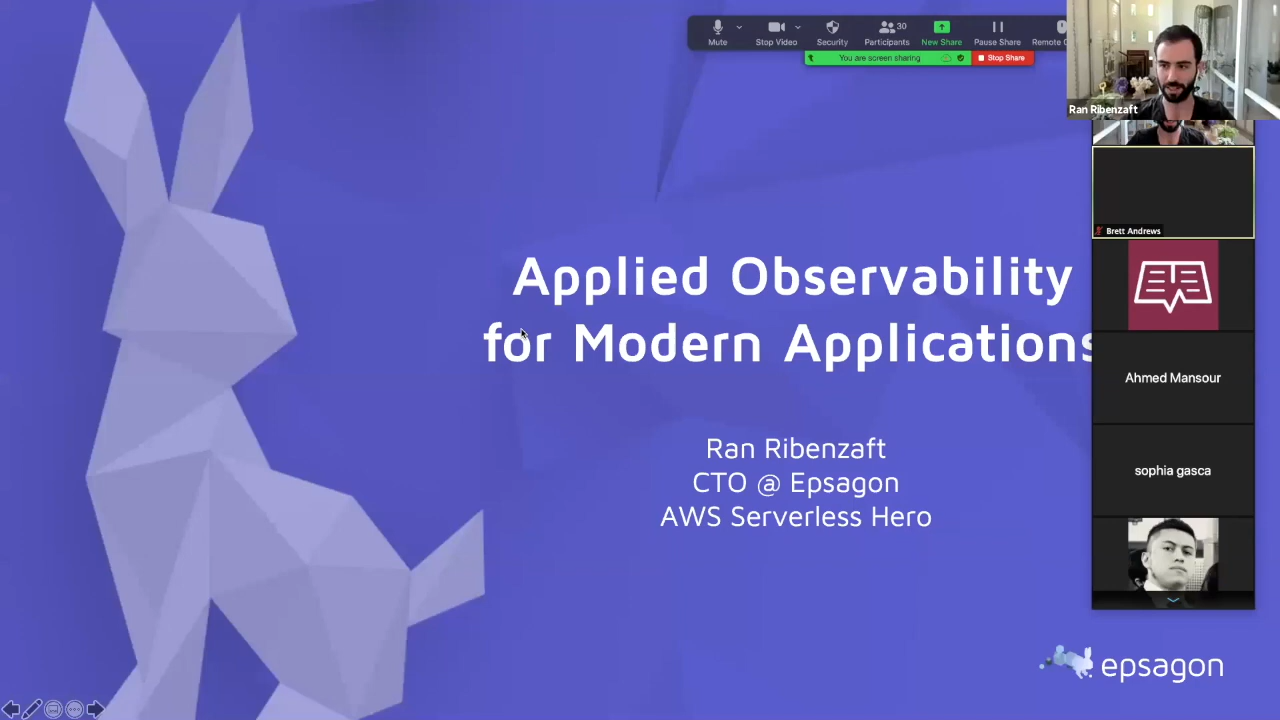 Mute
Stop Video
Security
Participants
30
New Share
Pause Share
You are screen sharing
Stop Share
Ran Ribenzaft
Brett Andrews
Applied Observability
for Modern Applications
Ahmed Mansour
Ran Ribenzaft
CTO @ Epsagon
AWS Serverless Hero
sophia gasca
epsagon